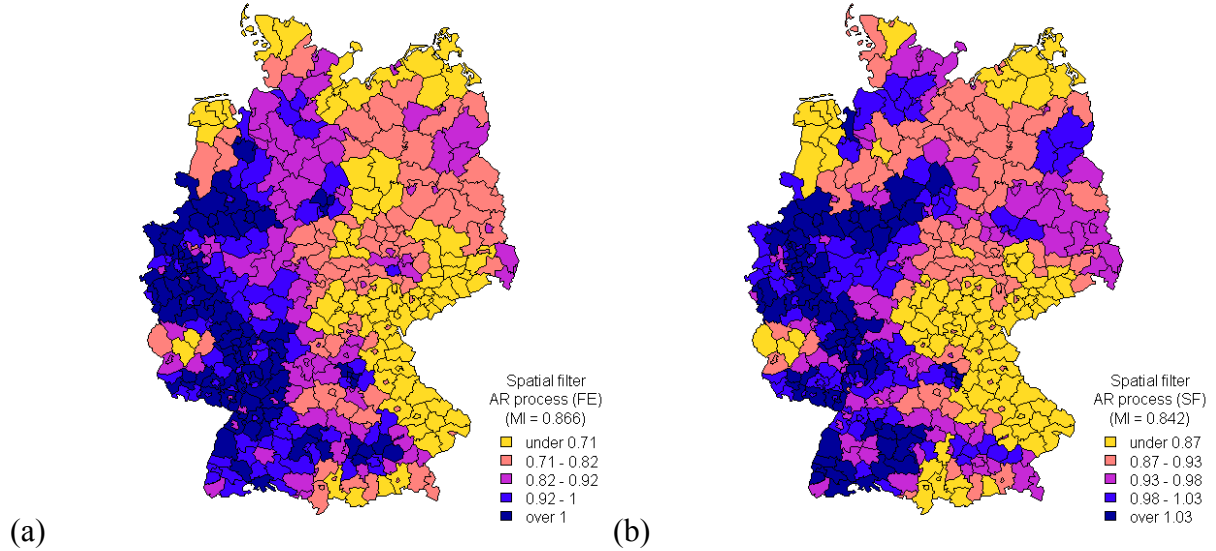 Spatial filter
AR process (FE)
(MI = 0.866)
under 0.71
0.71 - 0.82
0.82 - 0.92
0.92 - 1
over 1
(a)
Spatial filter
AR process (SF)
(MI = 0.842)
under 0.87
0.87 - 0.93
0.93 - 0.98
0.98 - 1.03
over 1.03
(b)